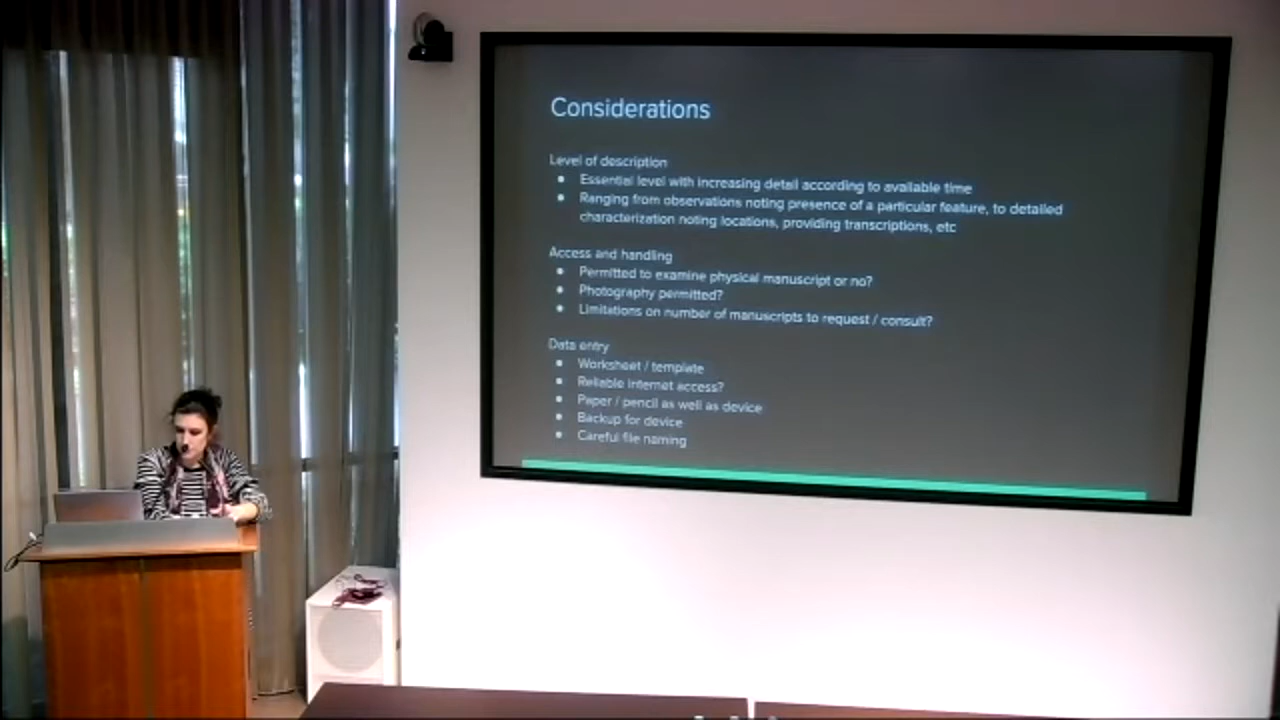 Considerations
Level of description
● Essential level with increasing detail according to available time
● Ranging from observations noting presence of a particular feature, to detailed
characterization noting locations, providing transcriptions, etc
Access and handling
● Permitted to examine physical manuscript or no?
● Photography permitted?
● Limitations on number of manuscripts to request / consult?
Data entry
● Worksheet / template
● Reliable internet access?
● Paper / pencil as well as device
● Backup for device
● Careful file naming